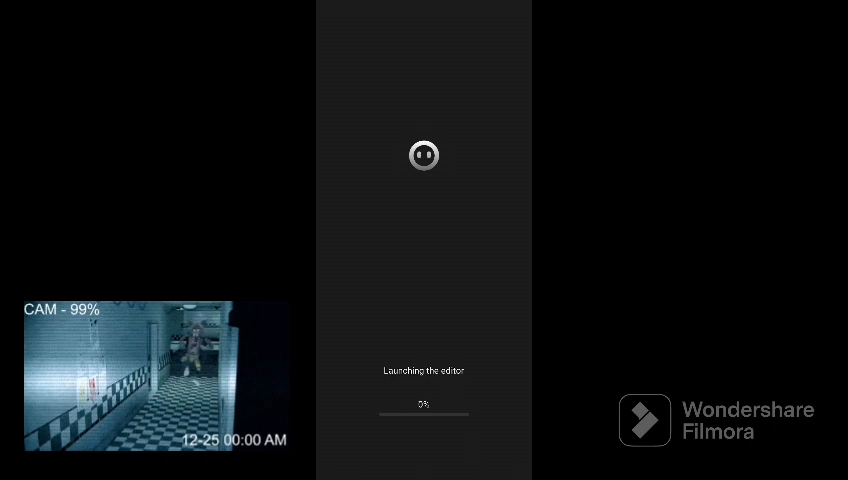 CAM - 99%
12-25 00:00 AM
Launching the editor
0%
Wondershare
Filmora